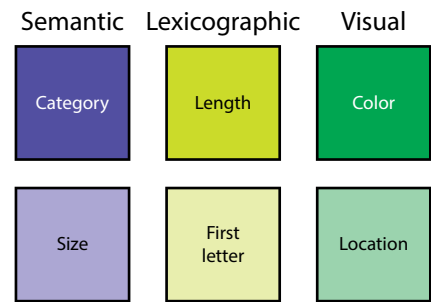 Semantic Lexicographic Visual
Category Length Color
Size First letter Location